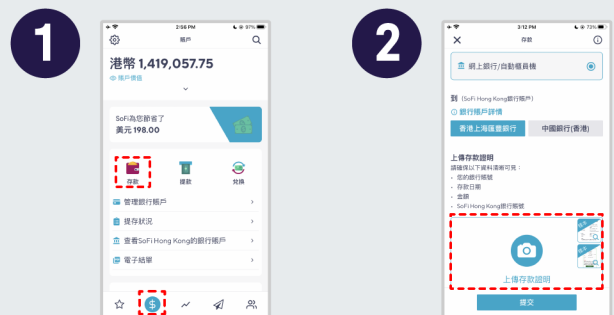 1
2:56 PM
87%
賬戶
港幣 1,419,057.75
賬戶價值
SoFi為您節省了
美元 198.00
存款
提款
兌換
管理銀行賬戶
提存狀況
查看SoFi Hong Kong的銀行賬戶
電子結單
2
3:12 PM
73%
存款
網上銀行/自動櫃員機
到 (SoFi Hong Kong銀行賬戶)
銀行賬戶詳情
香港上海匯豐銀行
中國銀行(香港)
上傳存款證明
請確保以下資料清晰可見：
- 您的銀行賬號
- 存款日期
- 金額
- SoFi Hong Kong銀行賬號
上傳存款證明
提交